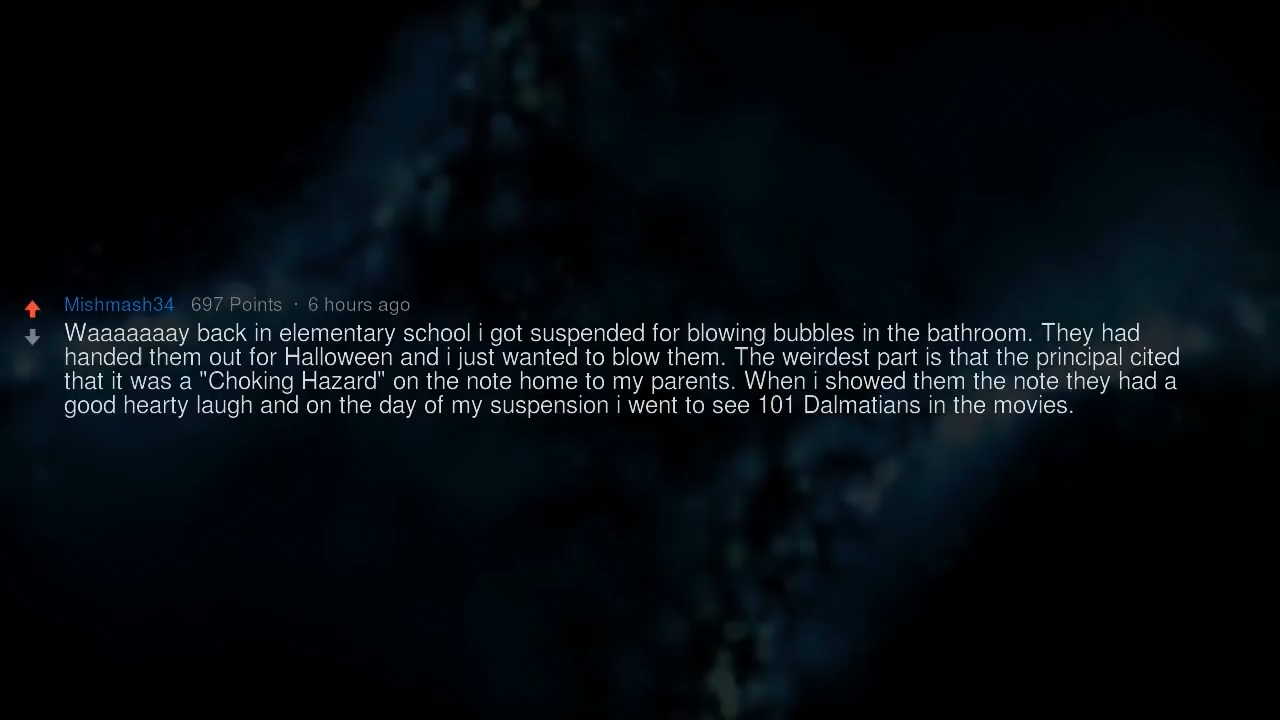 Mishmash34 697 Points · 6 hours ago
Waaaaaaay back in elementary school i got suspended for blowing bubbles in the bathroom. They had
handed them out for Halloween and i just wanted to blow them. The weirdest part is that the principal cited
that it was a "Choking Hazard" on the note home to my parents. When i showed them the note they had a
good hearty laugh and on the day of my suspension i went to see 101 Dalmatians in the movies.